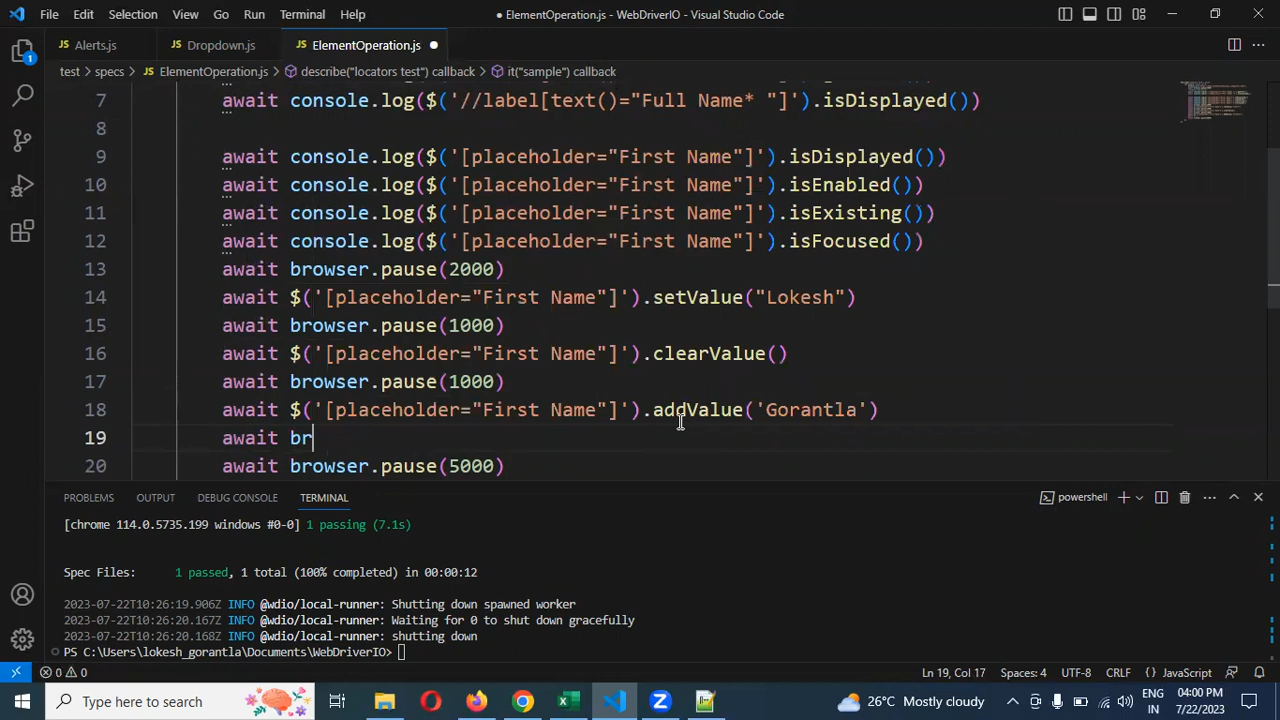 File Edit Selection View Go Run Terminal Help
● ElementOperation.js - WebDriverIO - Visual Studio Code
Alerts.js Dropdown.js ElementOperation.js ●
test > specs > ElementOperation.js > describe("locators test") callback > it("sample") callback
7 await console.log($('//label[text()="Full Name* "]').isDisplayed())
8
9 await console.log($('[placeholder="First Name"]').isDisplayed())
10 await console.log($('[placeholder="First Name"]').isEnabled())
11 await console.log($('[placeholder="First Name"]').isExisting())
12 await console.log($('[placeholder="First Name"]').isFocused())
13 await browser.pause(2000)
14 await $('[placeholder="First Name"]').setValue("Lokesh")
15 await browser.pause(1000)
16 await $('[placeholder="First Name"]').clearValue()
17 await browser.pause(1000)
18 await $('[placeholder="First Name"]').addValue('Gorantla')
19 await br
20 await browser.pause(5000)
PROBLEMS OUTPUT DEBUG CONSOLE TERMINAL
powershell
[chrome 114.0.5735.199 windows #0-0] 1 passing (7.1s)
Spec Files: 1 passed, 1 total (100% completed) in 00:00:12
2023-07-22T10:26:19.906Z INFO @wdio/local-runner: Shutting down spawned worker
2023-07-22T10:26:20.167Z INFO @wdio/local-runner: Waiting for 0 to shut down gracefully
2023-07-22T10:26:20.168Z INFO @wdio/local-runner: shutting down
PS C:\Users\lokesh_gorantla\Documents\WebDriverIO>
0 0 Ln 19, Col 17 Spaces: 4 UTF-8 CRLF {} JavaScript
Type here to search
26°C Mostly cloudy
ENG
IN
04:00 PM
7/22/2023
1